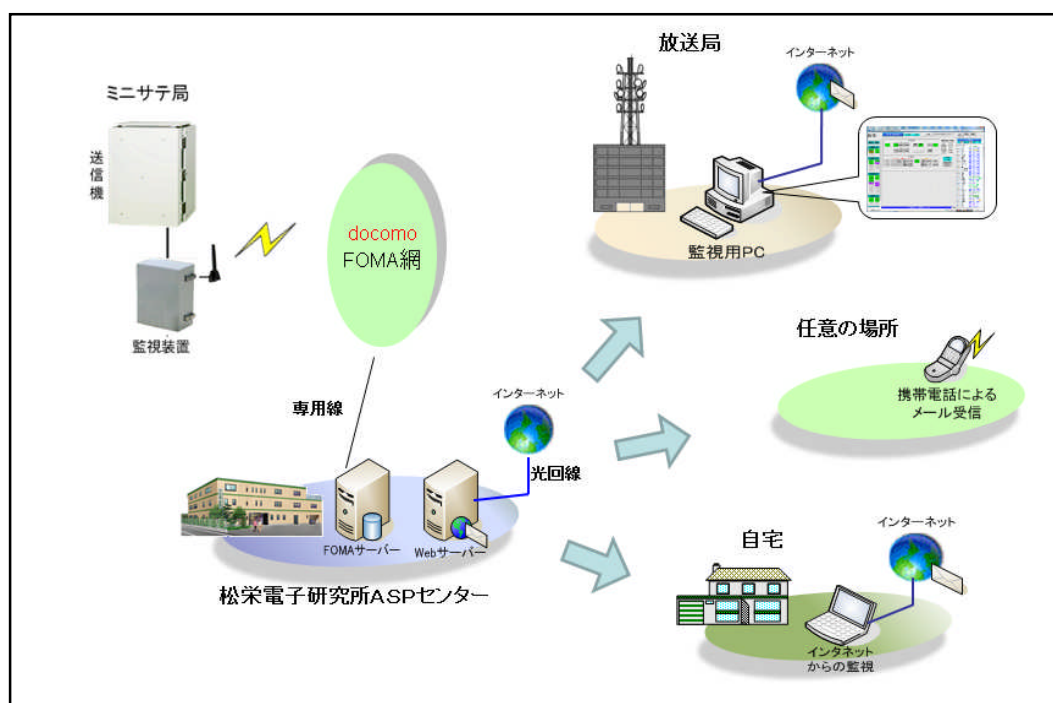 ミニサテ局
送信機
監視装置
docomo
FOMA網
専用線
インターネット
光回線
FOMAサーバー
Webサーバー
松栄電子研究所ASPセンター
放送局
インターネット
監視用PC
任意の場所
携帯電話による
メール受信
自宅
インターネット
インタネット
からの監視